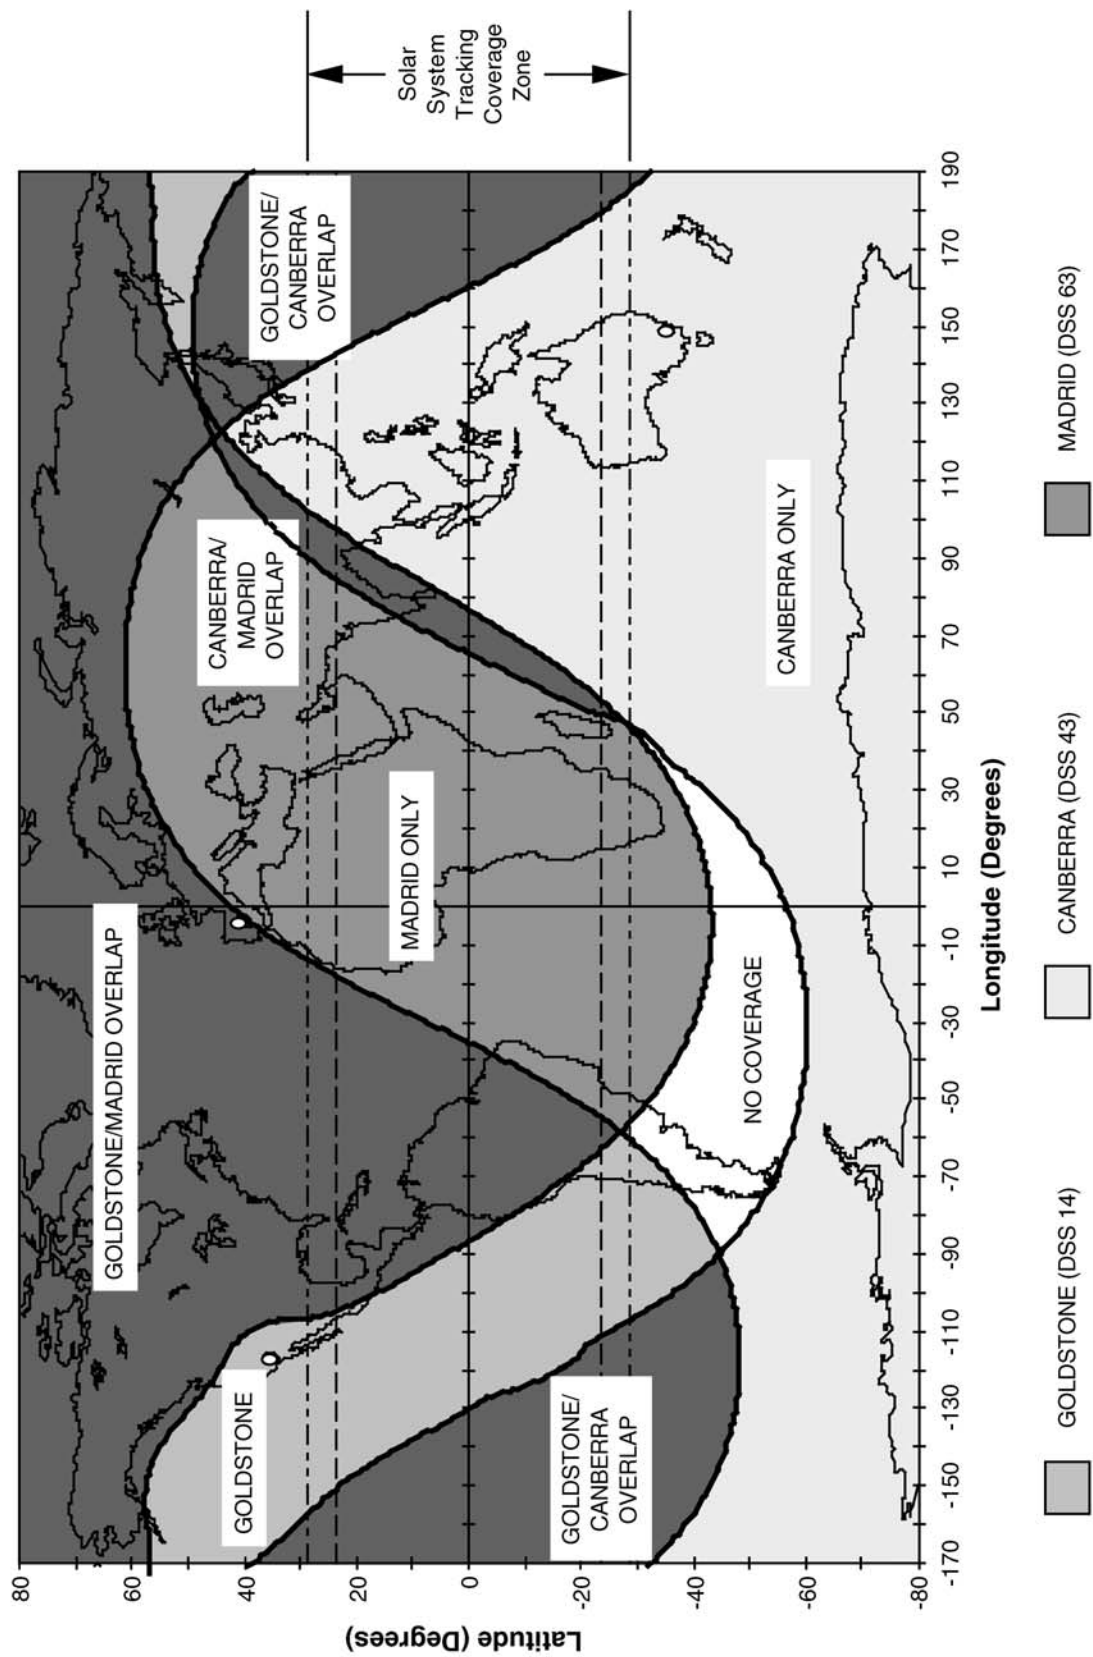 Solar
System
Tracking
Coverage
Zone
GOLDSTONE/MADRID OVERLAP
CANBERRA/
MADRID
OVERLAP
GOLDSTONE/
CANBERRA
OVERLAP
GOLDSTONE
MADRID ONLY
GOLDSTONE/
CANBERRA
OVERLAP
NO COVERAGE
CANBERRA ONLY
Latitude (Degrees)
80
60
40
20
0
-20
-40
-60
-80
-170 -150 -130 -110 -90 -70 -50 -30 -10 10 30 50 70 90 110 130 150 170 190
Longitude (Degrees)
GOLDSTONE (DSS 14)
CANBERRA (DSS 43)
MADRID (DSS 63)